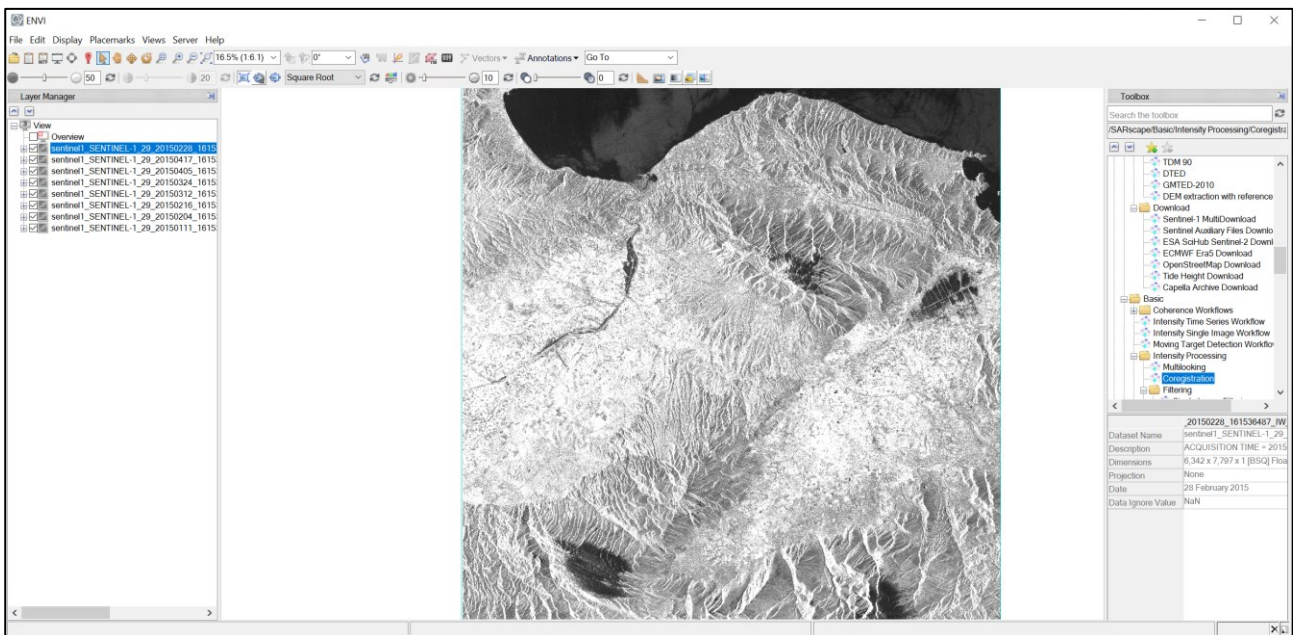 ENVI
File Edit Display Placemarks Views Server Help
16.5% (1:6.1) 0° Vectors Annotations Go To
50 20 Square Root 10 0
Layer Manager
View
Overview
sentinel1_SENTINEL-1_29_20150228_1615
sentinel1_SENTINEL-1_29_20150417_1615
sentinel1_SENTINEL-1_29_20150405_1615
sentinel1_SENTINEL-1_29_20150324_1615
sentinel1_SENTINEL-1_29_20150312_1615
sentinel1_SENTINEL-1_29_20150216_1615
sentinel1_SENTINEL-1_29_20150204_1615
sentinel1_SENTINEL-1_29_20150111_1615
Toolbox
Search the toolbox
/SARscape/Basic/Intensity Processing/Coregistra
TDM 90
DTED
GMTED-2010
DEM extraction with reference
Download
Sentinel-1 MultiDownload
Sentinel Auxiliary Files Downlo
ESA SciHub Sentinel-2 Downl
ECMWF Era5 Download
OpenStreetMap Download
Tide Height Download
Capella Archive Download
Basic
Coherence Workflows
Intensity Time Series Workflow
Intensity Single Image Workflow
Moving Target Detection Workflo
Intensity Processing
Multilooking
Coregistration
Filtering
_20150228_161536487_IW
Dataset Name sentinel1_SENTINEL-1_29_
Description ACQUISITION TIME = 2015
Dimensions 6,342 x 7,797 x 1 [BSQ] Floa
Projection None
Date 28 February 2015
Data Ignore Value NaN